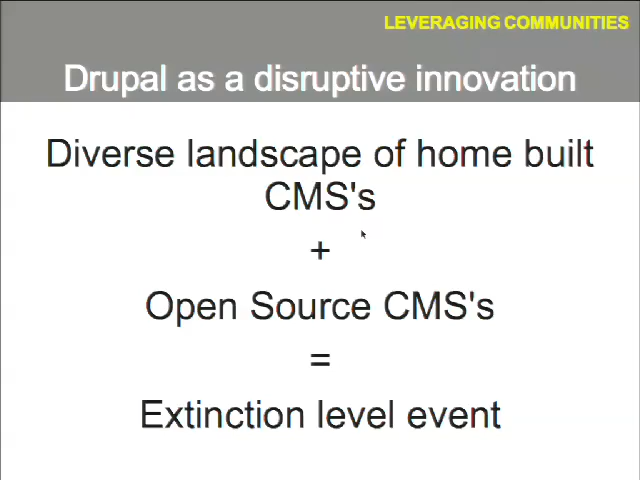 LEVERAGING COMMUNITIES
Drupal as a disruptive innovation
Diverse landscape of home built
CMS's
+
Open Source CMS's
=
Extinction level event